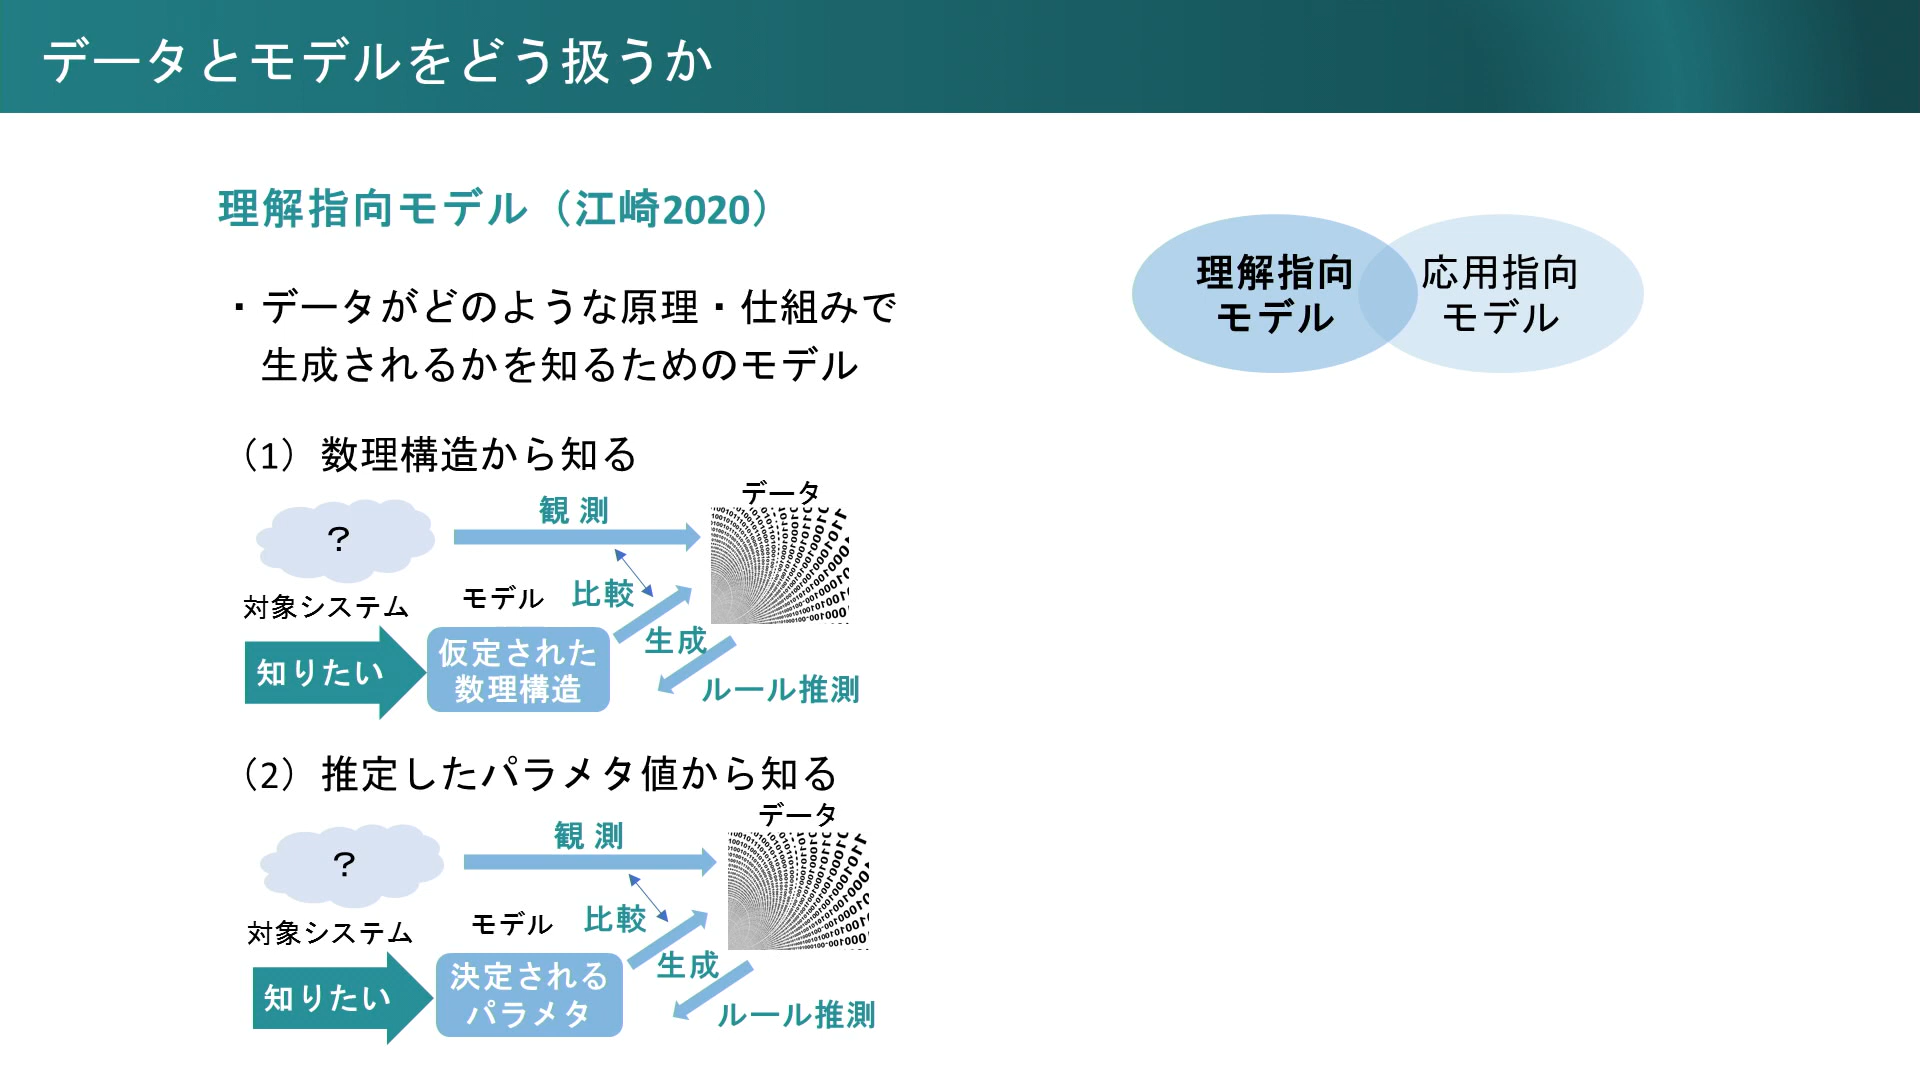 データとモデルをどう扱うか
理解指向モデル（江崎2020）
・データがどのような原理・仕組みで
生成されるかを知るためのモデル
（1）数理構造から知る
?
対象システム
知りたい
観 測
データ
モデル
比較
仮定された
数理構造
生成
ルール推測
（2）推定したパラメタ値から知る
?
対象システム
知りたい
観 測
データ
モデル
比較
決定される
パラメタ
生成
ルール推測
理解指向
モデル
応用指向
モデル